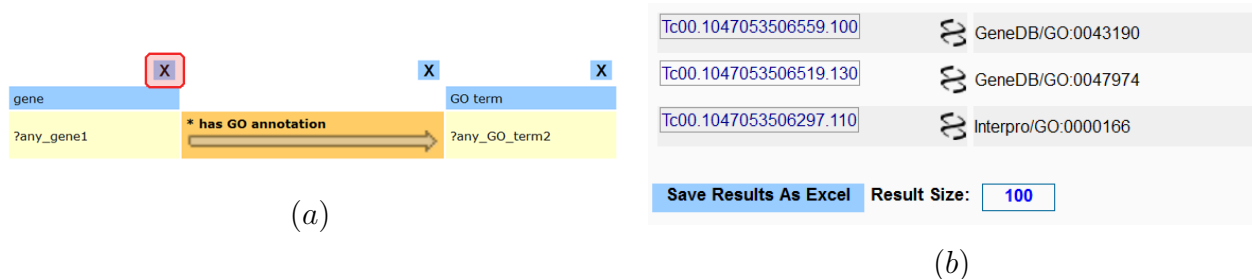 X X X
gene GO term
* has GO annotation
?any_gene1 ?any_GO_term2
(a)
Tc00.1047053506559.100 GeneDB/GO:0043190
Tc00.1047053506519.130 GeneDB/GO:0047974
Tc00.1047053506297.110 Interpro/GO:0000166
Save Results As Excel Result Size: 100
(b)